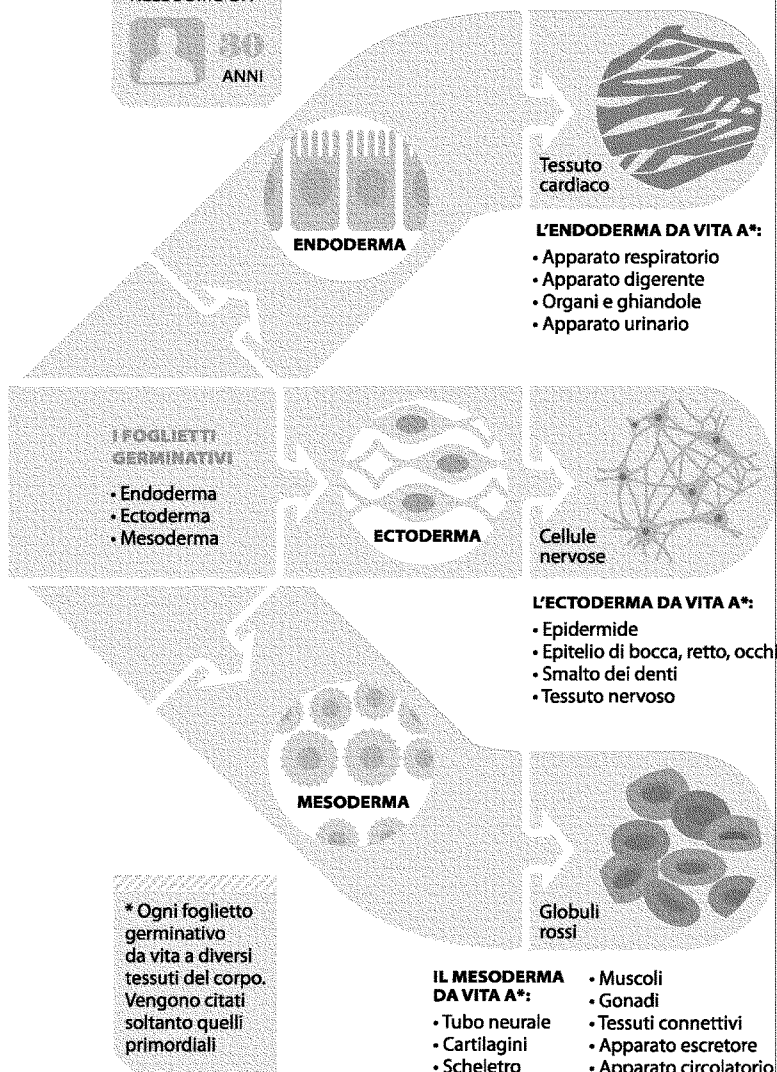 30
ANNI
Tessuto
cardiaco
ENDODERMA
L'ENDODERMA DA VITA A*:
• Apparato respiratorio
• Apparato digerente
• Organi e ghiandole
• Apparato urinario
I FOGLIETTI
GERMINATIVI
• Endoderma
• Ectoderma
• Mesoderma
ECTODERMA
Cellule
nervose
L'ECTODERMA DA VITA A*:
• Epidermide
• Epitelio di bocca, retto, occhi
• Smalto dei denti
• Tessuto nervoso
MESODERMA
Globuli
rossi
* Ogni foglietto
germinativo
da vita a diversi
tessuti del corpo.
Vengono citati
soltanto quelli
primordiali
IL MESODERMA
DA VITA A*:
• Tubo neurale
• Cartilagini
• Scheletro
• Muscoli
• Gonadi
• Tessuti connettivi
• Apparato escretore
• Apparato circolatorio